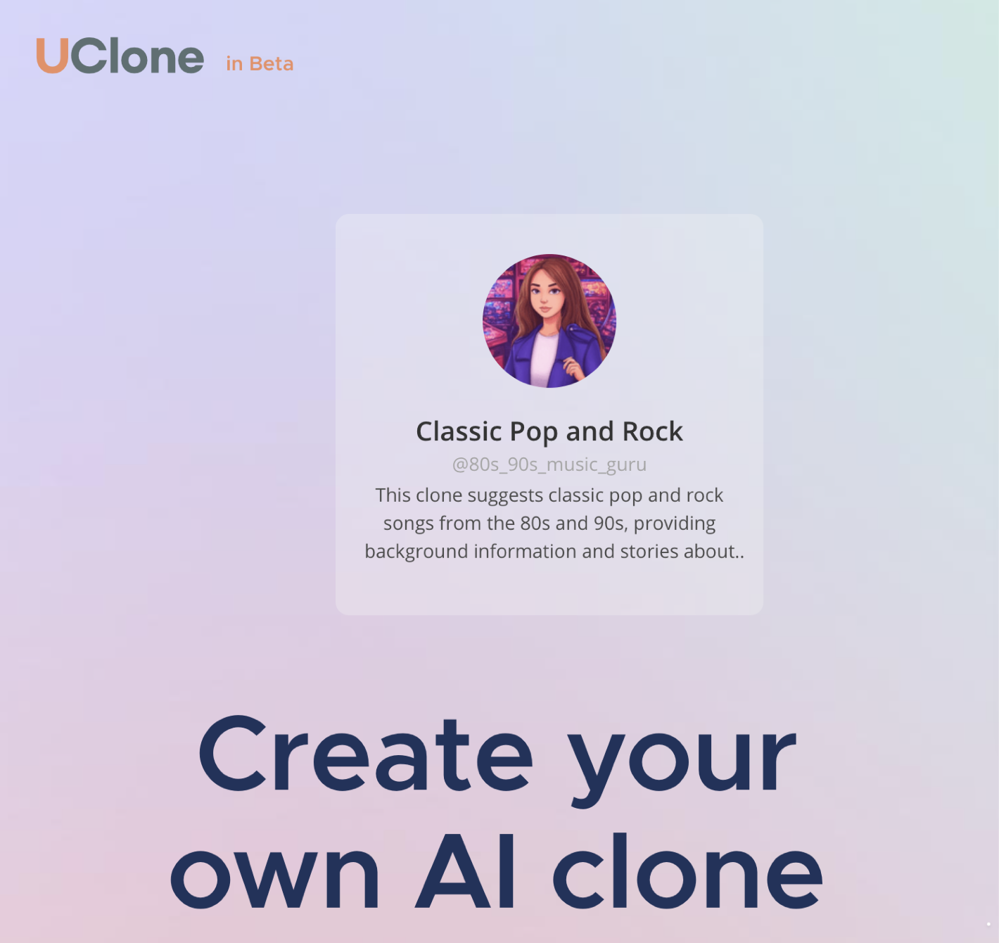 UClone in Beta
Classic Pop and Rock
@80s_90s_music_guru
This clone suggests classic pop and rock
songs from the 80s and 90s, providing
background information and stories about..
Create your
own AI clone